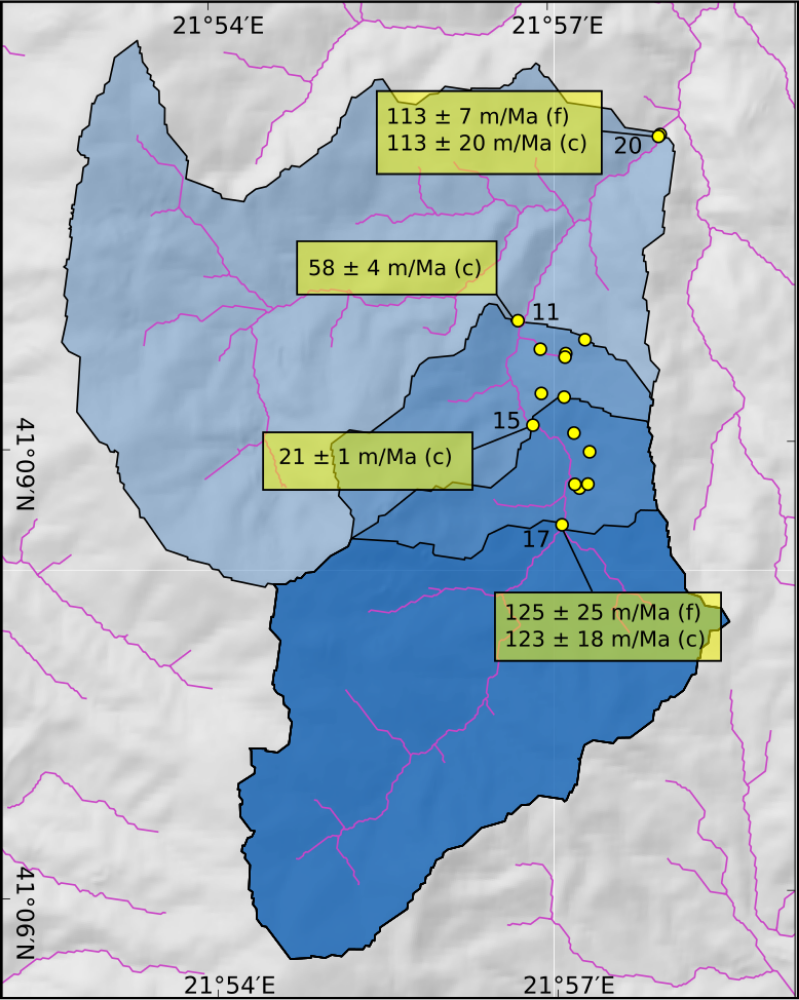 21°54′E
21°57′E
113 ± 7 m/Ma (f)
113 ± 20 m/Ma (c)
20
58 ± 4 m/Ma (c)
11
15
21 ± 1 m/Ma (c)
41°09′N
17
125 ± 25 m/Ma (f)
123 ± 18 m/Ma (c)
41°06′N
21°54′E
21°57′E